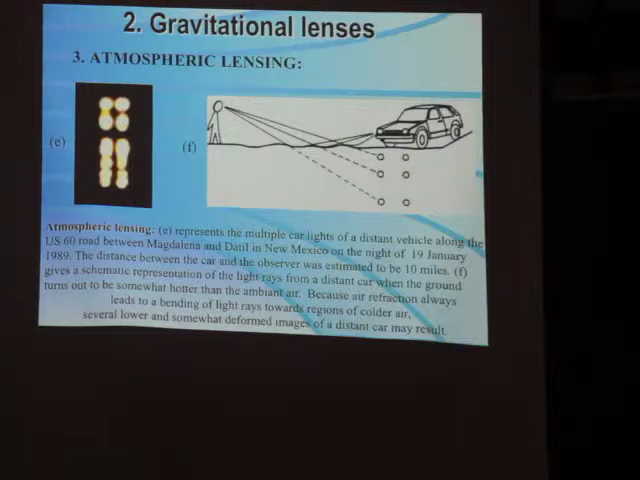 2. Gravitational lenses
3. ATMOSPHERIC LENSING:
(e)
(f)
Atmospheric lensing: (e) represents the multiple car lights of a distant vehicle along the
US 60 road between Magdalena and Datil in New Mexico on the night of 19 January
1989. The distance between the car and the observer was estimated to be 10 miles. (f)
gives a schematic representation of the light rays from a distant car when the ground
turns out to be somewhat hotter than the ambiant air. Because air refraction always
leads to a bending of light rays towards regions of colder air,
several lower and somewhat deformed images of a distant car may result.